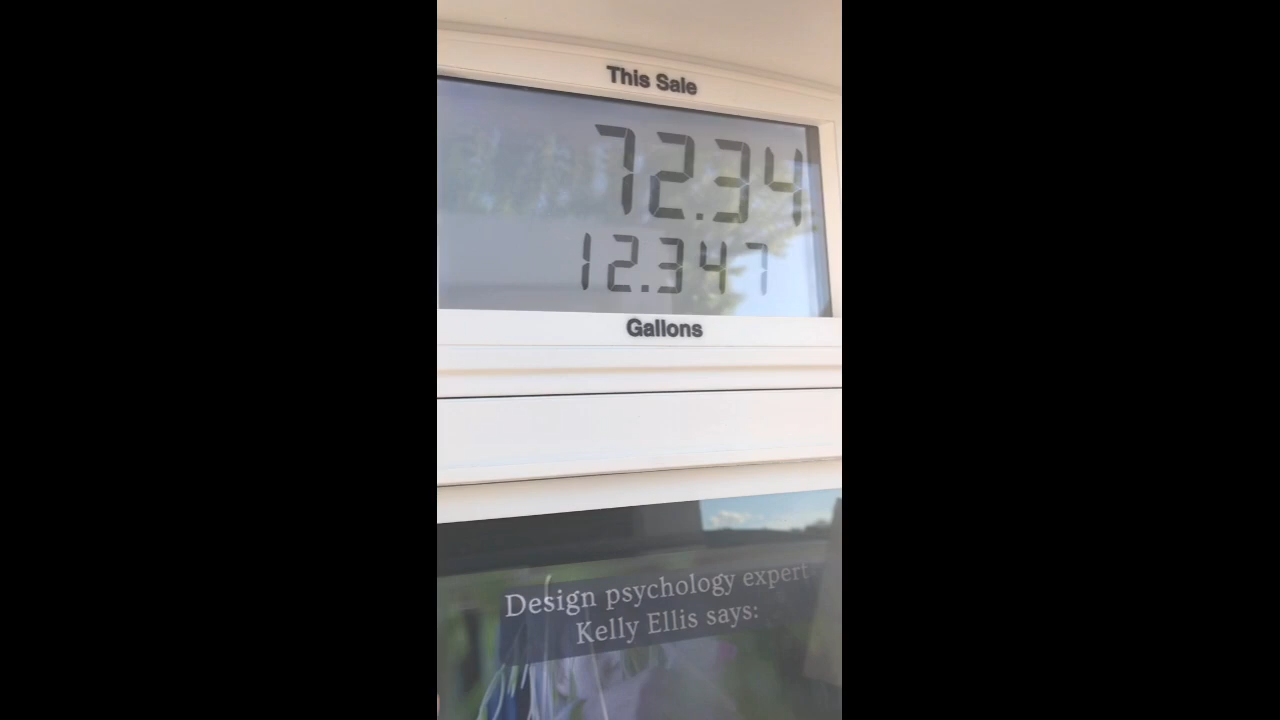 This Sale
72.34
12.347
Gallons
Design psychology expert
Kelly Ellis says: